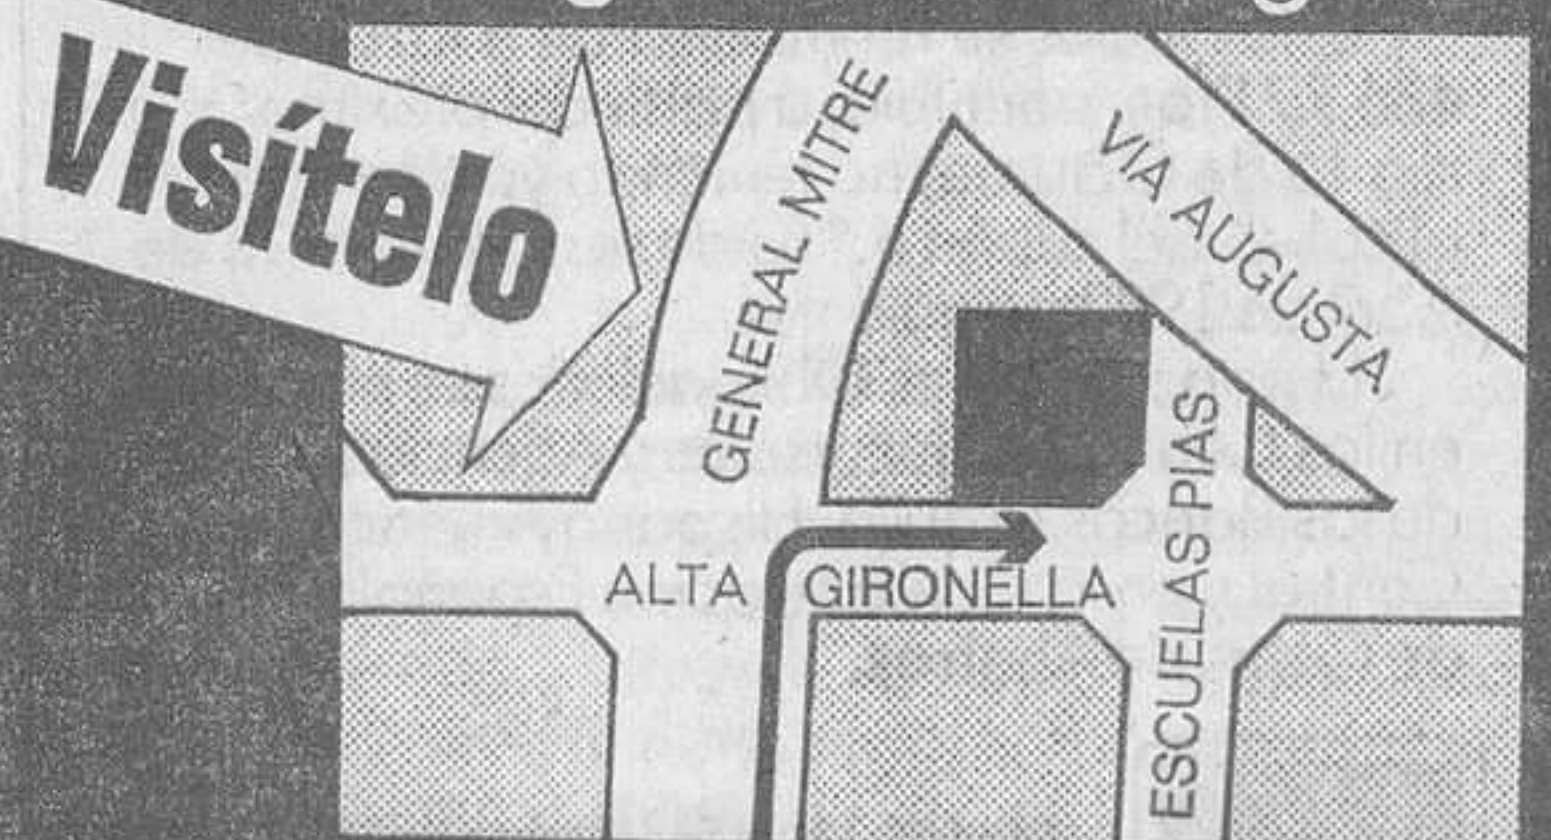 Visítelo
GENERAL MITRE
VIA AUGUSTA
ESCUELAS PIAS
ALTA GIRONELLA